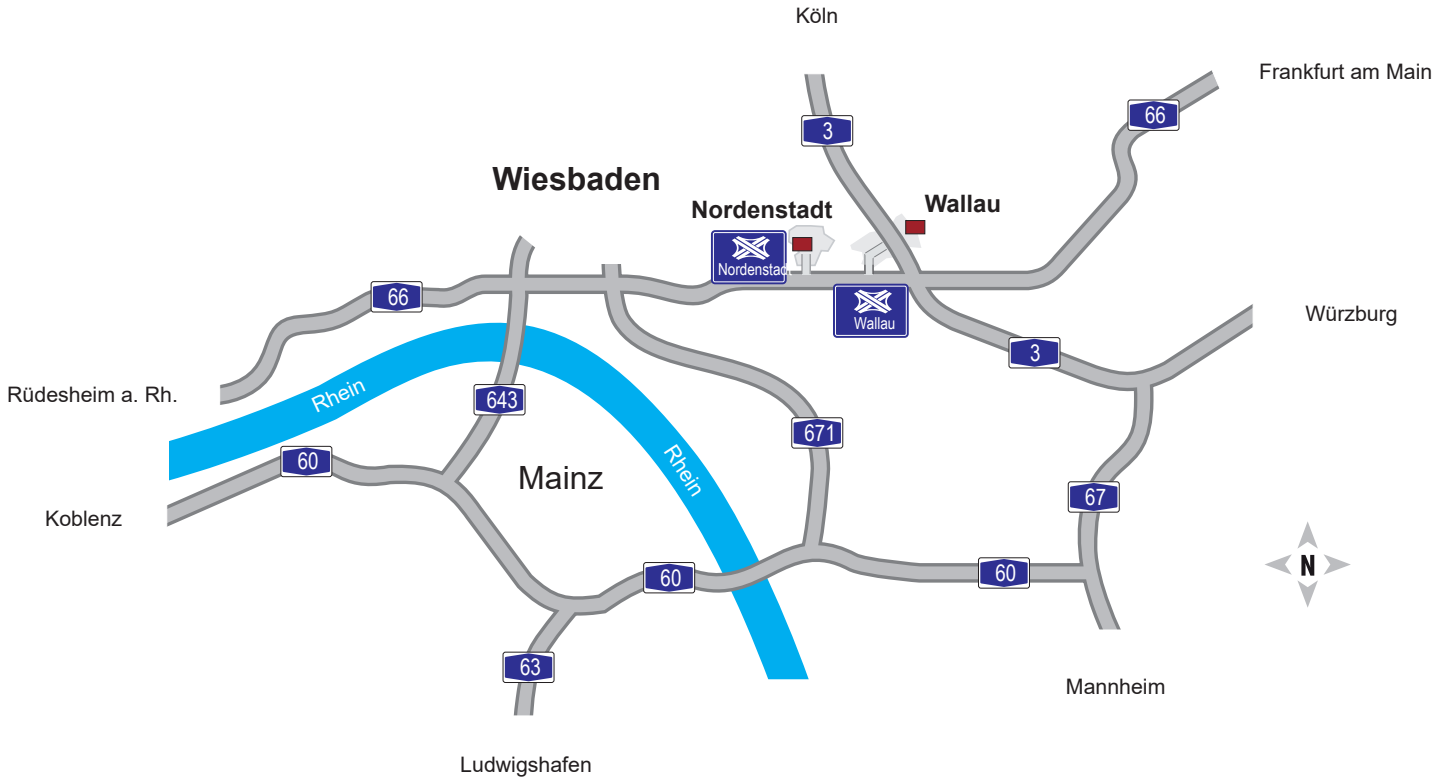 Köln
Frankfurt am Main
66
3
Wiesbaden
Nordenstadt
Wallau
Nordenstadt
66
Wallau
Würzburg
3
Rüdesheim a. Rh.
Rhein
643
671
60
Mainz
Rhein
67
Koblenz
60
60
N
63
Mannheim
Ludwigshafen